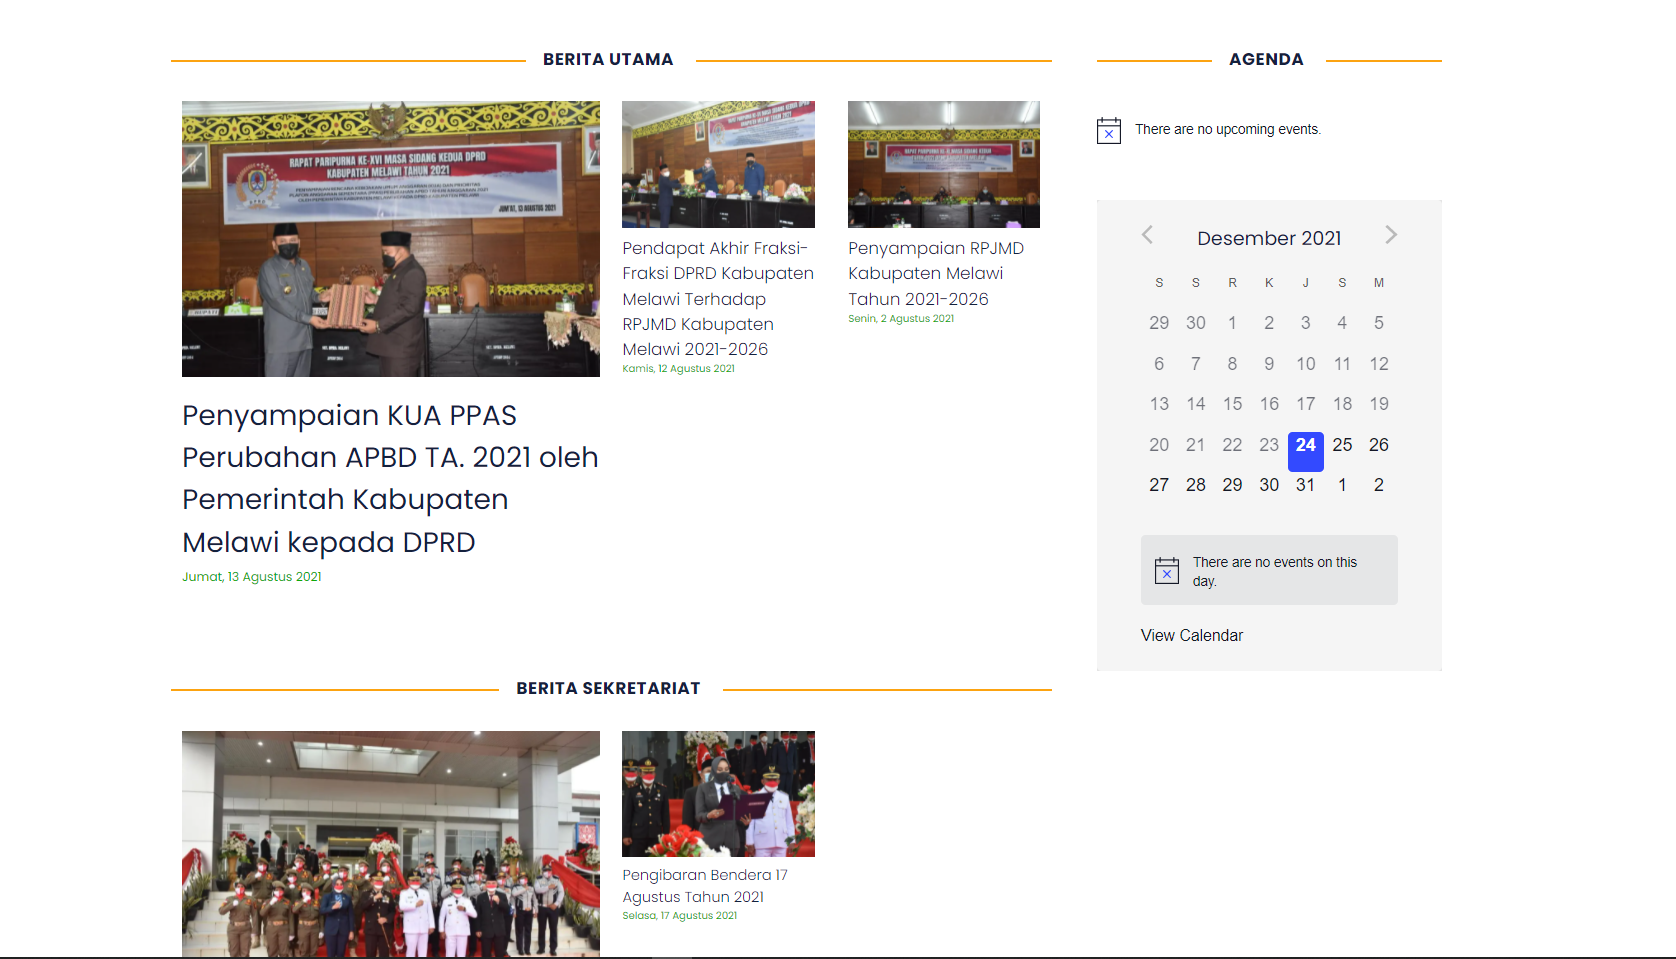 BERITA UTAMA
RAPAT PARIPURNA KE-XVI MASA SIDANG KEDUA DPRD
KABUPATEN MELAWI TAHUN 2021
JUM'AT, 13 AGUSTUS 2021
Penyampaian KUA PPAS
Perubahan APBD TA. 2021 oleh
Pemerintah Kabupaten
Melawi kepada DPRD
Jumat, 13 Agustus 2021
Pendapat Akhir Fraksi-
Fraksi DPRD Kabupaten
Melawi Terhadap
RPJMD Kabupaten
Melawi 2021-2026
Kamis, 12 Agustus 2021
Penyampaian RPJMD
Kabupaten Melawi
Tahun 2021-2026
Senin, 2 Agustus 2021
AGENDA
There are no upcoming events.
Desember 2021
S S R K J S M
29 30 1 2 3 4 5
6 7 8 9 10 11 12
13 14 15 16 17 18 19
20 21 22 23 24 25 26
27 28 29 30 31 1 2
There are no events on this
day.
View Calendar
BERITA SEKRETARIAT
Pengibaran Bendera 17
Agustus Tahun 2021
Selasa, 17 Agustus 2021